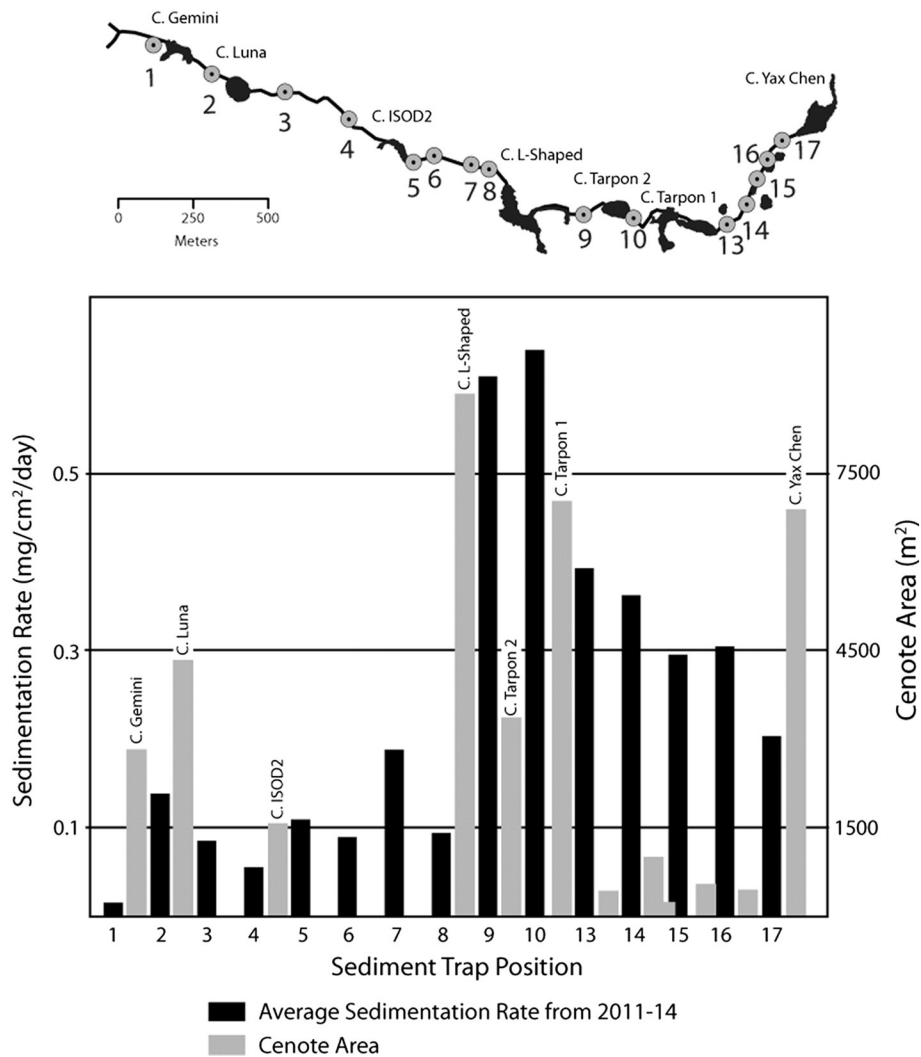 C. Gemini
C. Luna
C. Yax Chen
1
2
3
C. ISOD2
4
C. L-Shaped
16
17
5
6
7
8
C. Tarpon 2
15
C. Tarpon 1
14
9
10
13
0 250 500
Meters
Sedimentation Rate (mg/cm²/day)
0.5
0.3
0.1
C. Gemini
C. Luna
C. ISOD2
C. L-Shaped
C. Tarpon 2
C. Tarpon 1
C. Yax Chen
7500
4500
1500
Cenote Area (m²)
1 2 3 4 5 6 7 8 9 10 13 14 15 16 17
Sediment Trap Position
Average Sedimentation Rate from 2011-14
Cenote Area